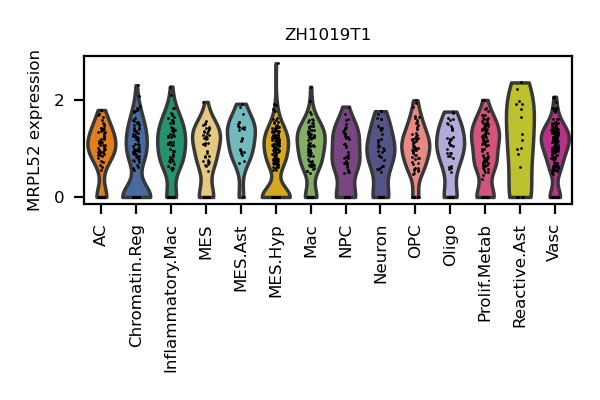 ZH1019T1
MRPL52 expression
2
0
AC
Chromatin.Reg
Inflammatory.Mac
MES
MES.Ast
MES.Hyp
Mac
NPC
Neuron
OPC
Oligo
Prolif.Metab
Reactive.Ast
Vasc